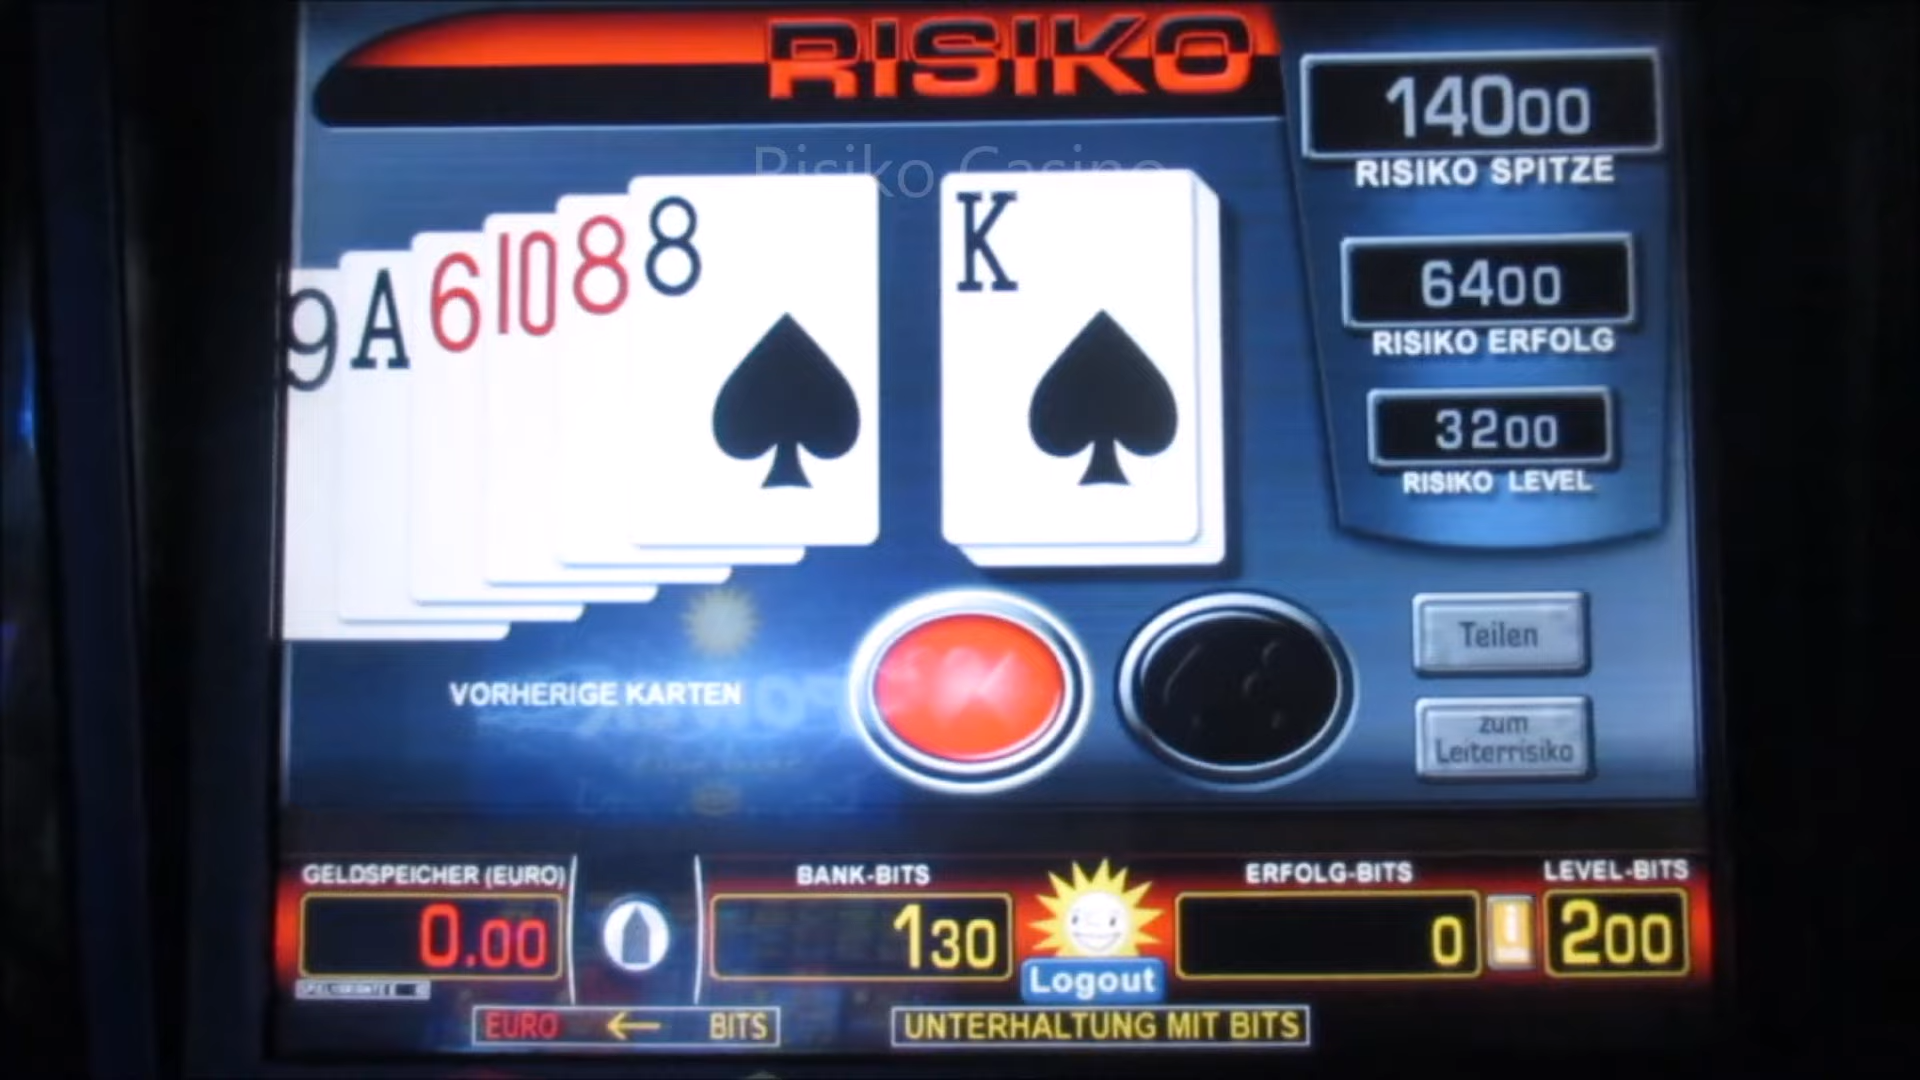 RISIKO
14000
RISIKO SPITZE
Risiko Casino
9 A 6 10 8 8
K
6400
RISIKO ERFOLG
3200
RISIKO LEVEL
Teilen
VORHERIGE KARTEN
zum
Leiterrisiko
GELDSPEICHER (EURO)
BANK-BITS
ERFOLG-BITS
LEVEL-BITS
0.00
130
0
200
Logout
EURO ← BITS
UNTERHALTUNG MIT BITS